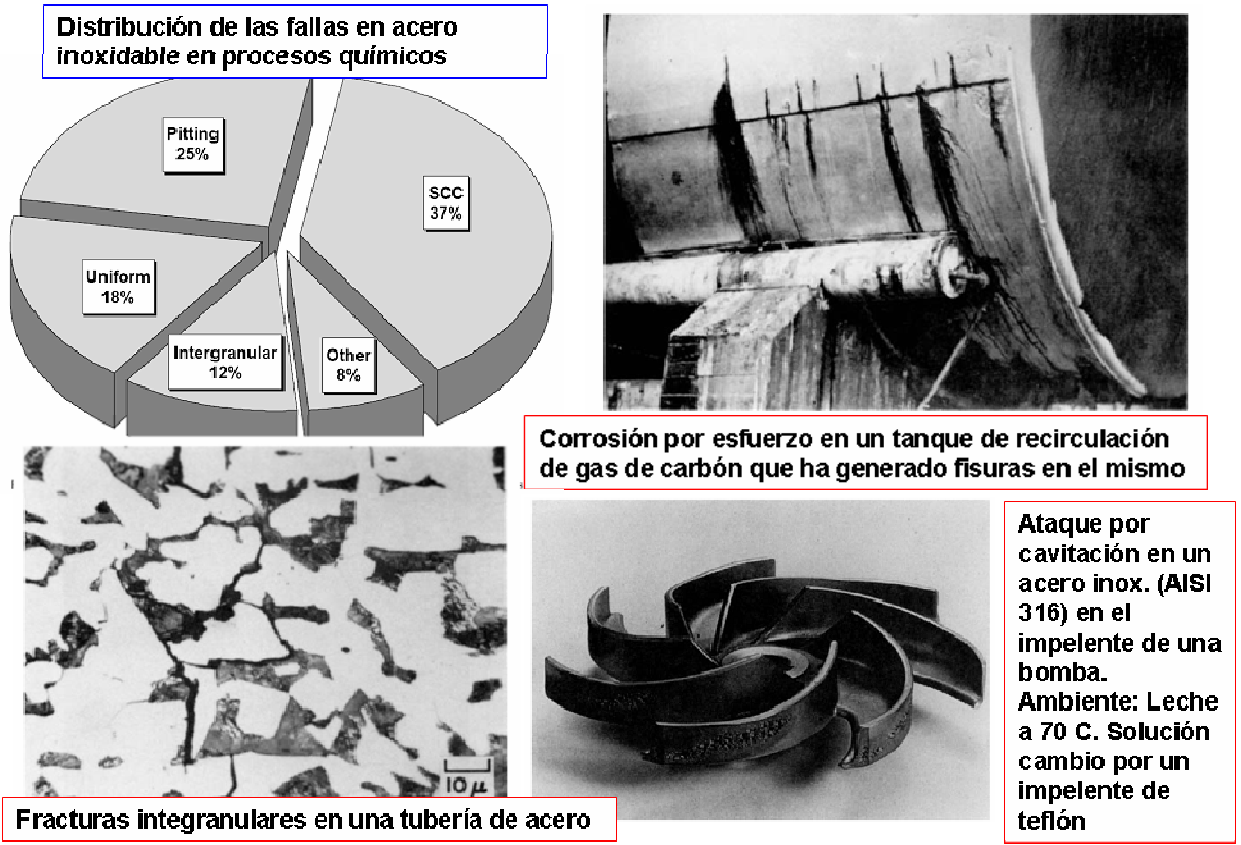 Distribución de las fallas en acero
inoxidable en procesos químicos
Pitting
25%
SCC
37%
Uniform
18%
Intergranular
12%
Other
8%
Corrosión por esfuerzo en un tanque de recirculación
de gas de carbón que ha generado fisuras en el mismo
10 μ
Fracturas integranulares en una tubería de acero
Ataque por
cavitación en un
acero inox. (AISI
316) en el
impelente de una
bomba.
Ambiente: Leche
a 70 C. Solución
cambio por un
impelente de
teflón